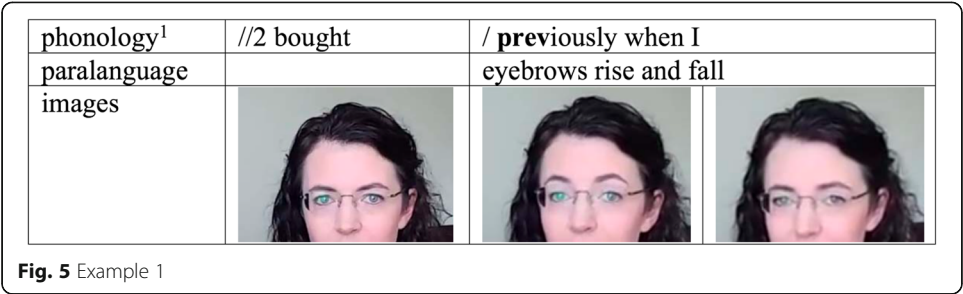 phonology¹ //2 bought / previously when I
paralanguage eyebrows rise and fall
images
Fig. 5 Example 1